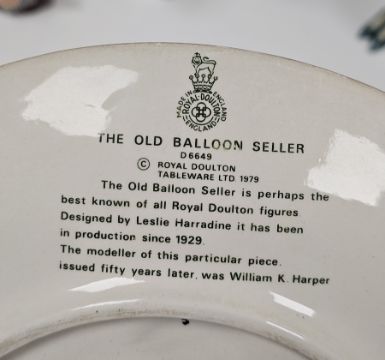 MADE IN ENGLAND
ROYAL DOULTON
ENGLAND
THE OLD BALLOON SELLER
D6649
© ROYAL DOULTON
TABLEWARE LTD 1979
The Old Balloon Seller is perhaps the
best known of all Royal Doulton figures
Designed by Leslie Harradine it has been
in production since 1929.
The modeller of this particular piece.
issued fifty years later, was William K. Harper